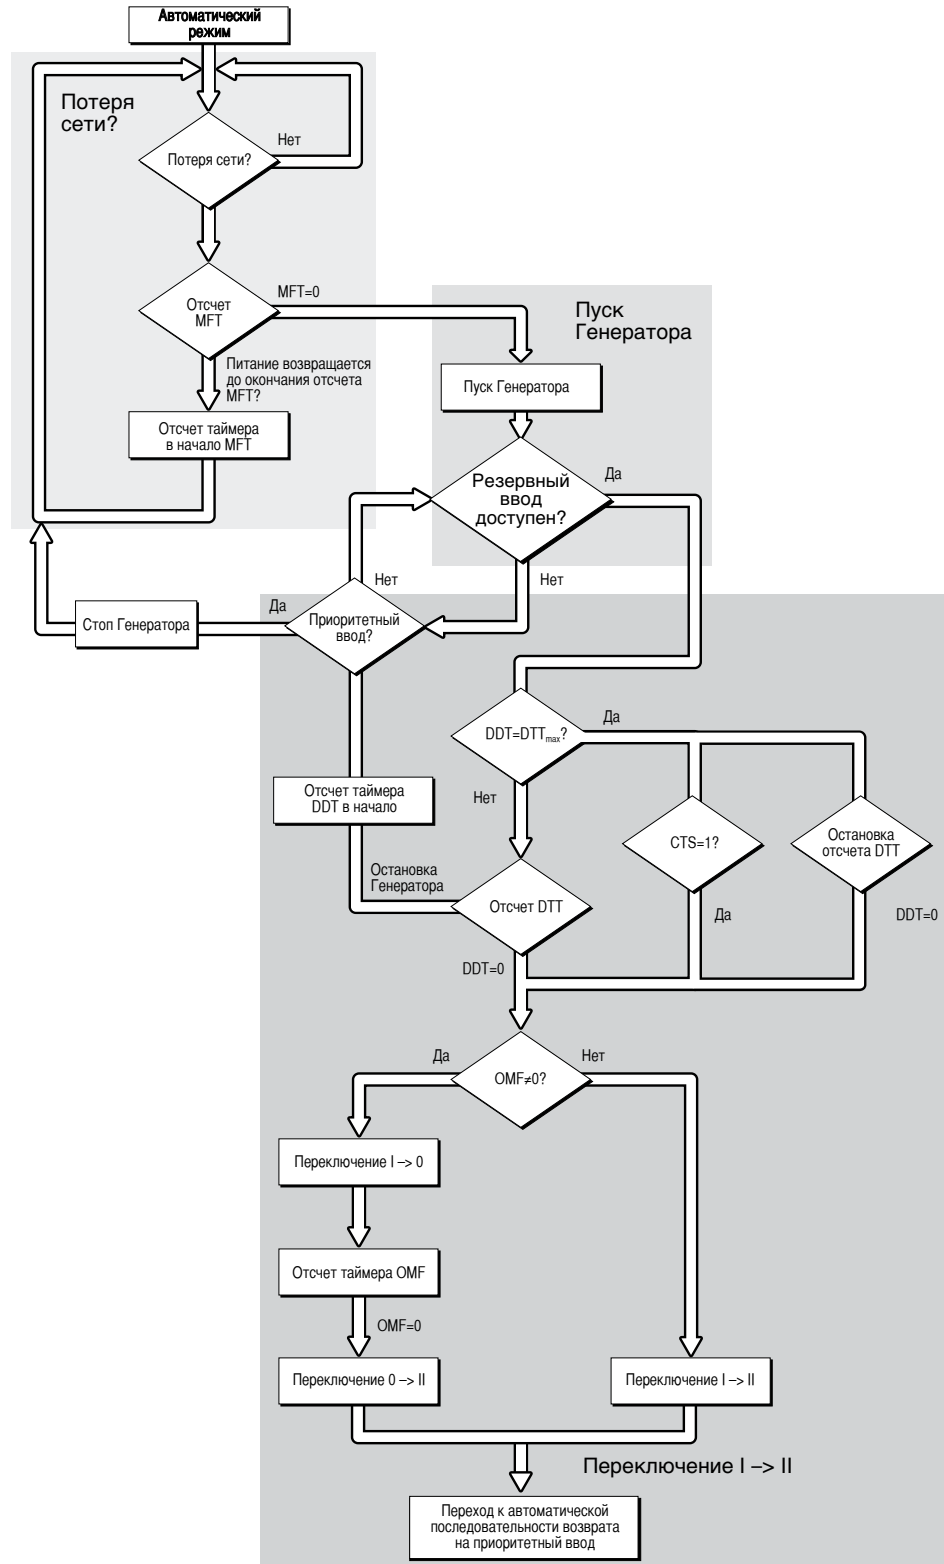 Автоматический
режим
Потеря
сети?
Нет
Потеря сети?
Отсчет
MFT
MFT=0
Пуск
Генератора
Питание возвращается
до окончания отсчета
MFT?
Пуск Генератора
Отсчет таймера
в начало MFT
Резервный
ввод
доступен?
Да
Нет
Нет
Да
Стоп Генератора
Приоритетный
ввод?
DDT=DTTmax?
Да
Отсчет таймера
DDT в начало
Нет
CTS=1?
Остановка
отсчета DTT
Остановка
Генератора
Отсчет DTT
Да
DDT=0
DDT=0
Да
Нет
OMF≠0?
Переключение I –> 0
Отсчет таймера OMF
OMF=0
Переключение 0 –> II
Переключение I –> II
Переключение I –> II
Переход к автоматической
последовательности возврата
на приоритетный ввод